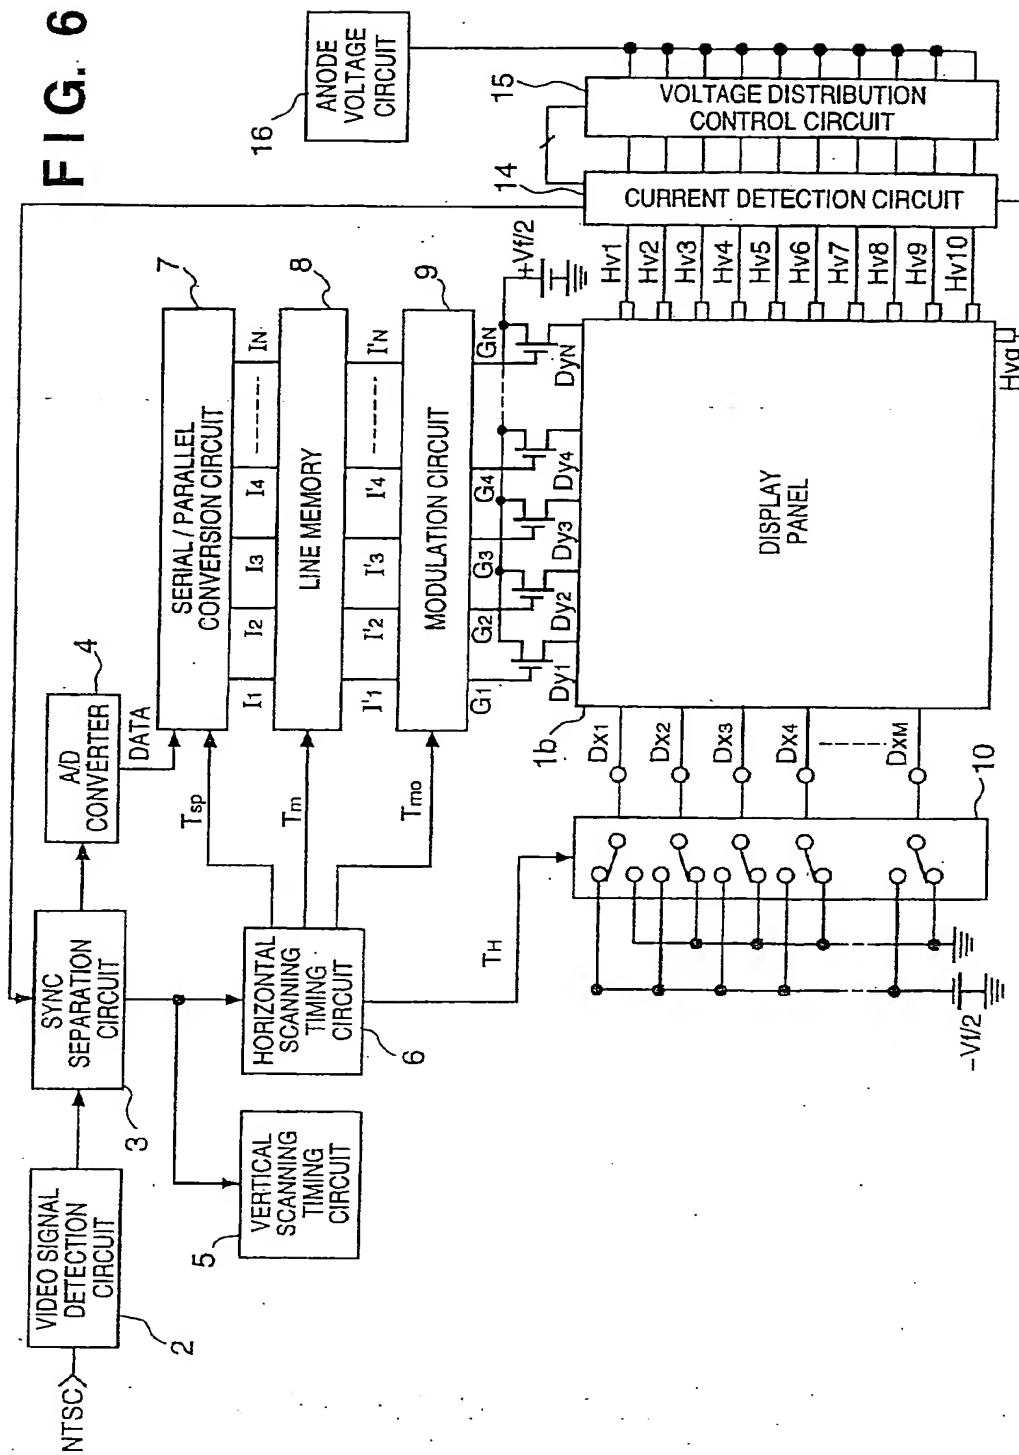 FIG. 6
NTSC
VIDEO SIGNAL
DETECTION
CIRCUIT
2
SYNC
SEPARATION
CIRCUIT
3
A/D
CONVERTER
4
DATA
VERTICAL
SCANNING
TIMING
CIRCUIT
5
HORIZONTAL
SCANNING
TIMING
CIRCUIT
6
Tsp
Tm
Tmo
TH
SERIAL/PARALLEL
CONVERSION CIRCUIT
7
I1 I2 I3 I4 IN
LINE MEMORY
8
I'1 I'2 I'3 I'4 I'N
MODULATION CIRCUIT
9
G1 G2 G3 G4 GN
+Vf/2
Dy1 Dy2 Dy3 Dy4 DyN
1b
DISPLAY
PANEL
Dx1
Dx2
Dx3
Dx4
DxM
10
-Vf/2
Hv1
Hv2
Hv3
Hv4
Hv5
Hv6
Hv7
Hv8
Hv9
Hv10
CURRENT DETECTION CIRCUIT
14
VOLTAGE DISTRIBUTION
CONTROL CIRCUIT
15
ANODE
VOLTAGE
CIRCUIT
16